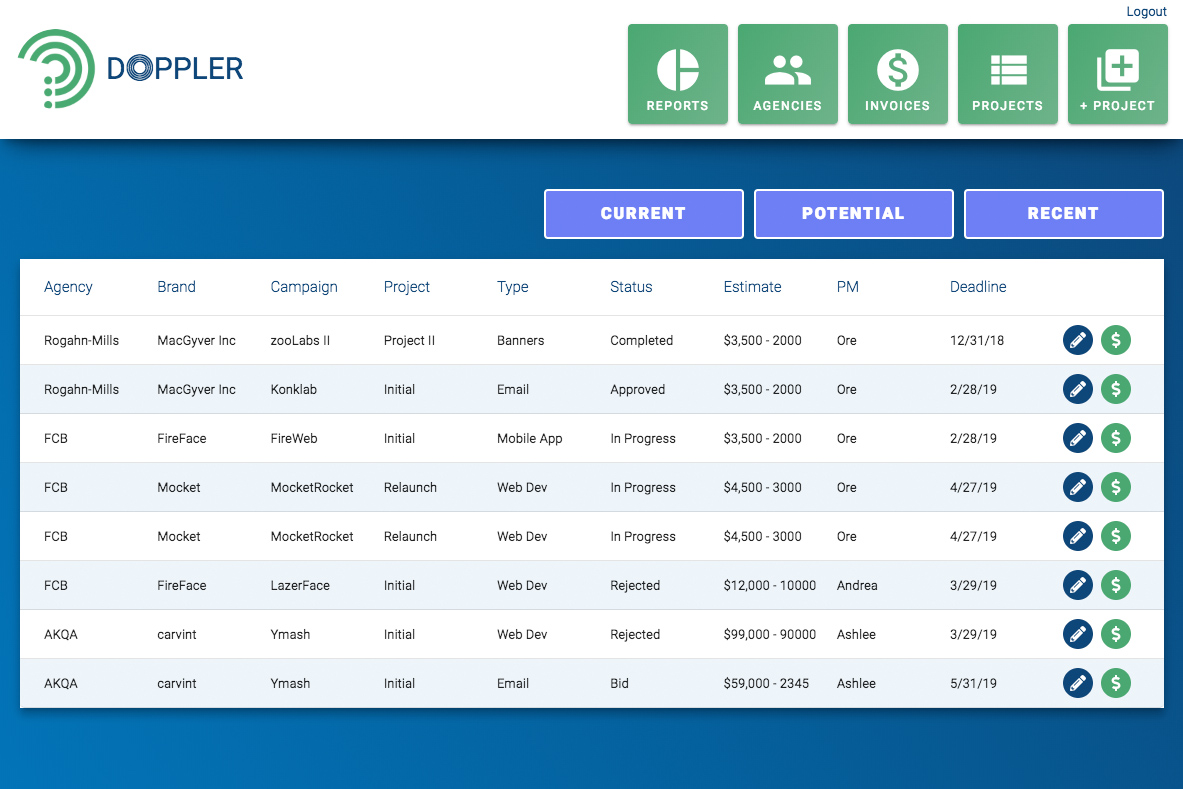 Logout
DOPPLER
REPORTS AGENCIES INVOICES PROJECTS + PROJECT
CURRENT POTENTIAL RECENT
Agency Brand Campaign Project Type Status Estimate PM Deadline
Rogahn-Mills MacGyver Inc zooLabs II Project II Banners Completed $3,500 - 2000 Ore 12/31/18
Rogahn-Mills MacGyver Inc Konklab Initial Email Approved $3,500 - 2000 Ore 2/28/19
FCB FireFace FireWeb Initial Mobile App In Progress $3,500 - 2000 Ore 2/28/19
FCB Mocket MocketRocket Relaunch Web Dev In Progress $4,500 - 3000 Ore 4/27/19
FCB Mocket MocketRocket Relaunch Web Dev In Progress $4,500 - 3000 Ore 4/27/19
FCB FireFace LazerFace Initial Web Dev Rejected $12,000 - 10000 Andrea 3/29/19
AKQA carvint Ymash Initial Web Dev Rejected $99,000 - 90000 Ashlee 3/29/19
AKQA carvint Ymash Initial Email Bid $59,000 - 2345 Ashlee 5/31/19